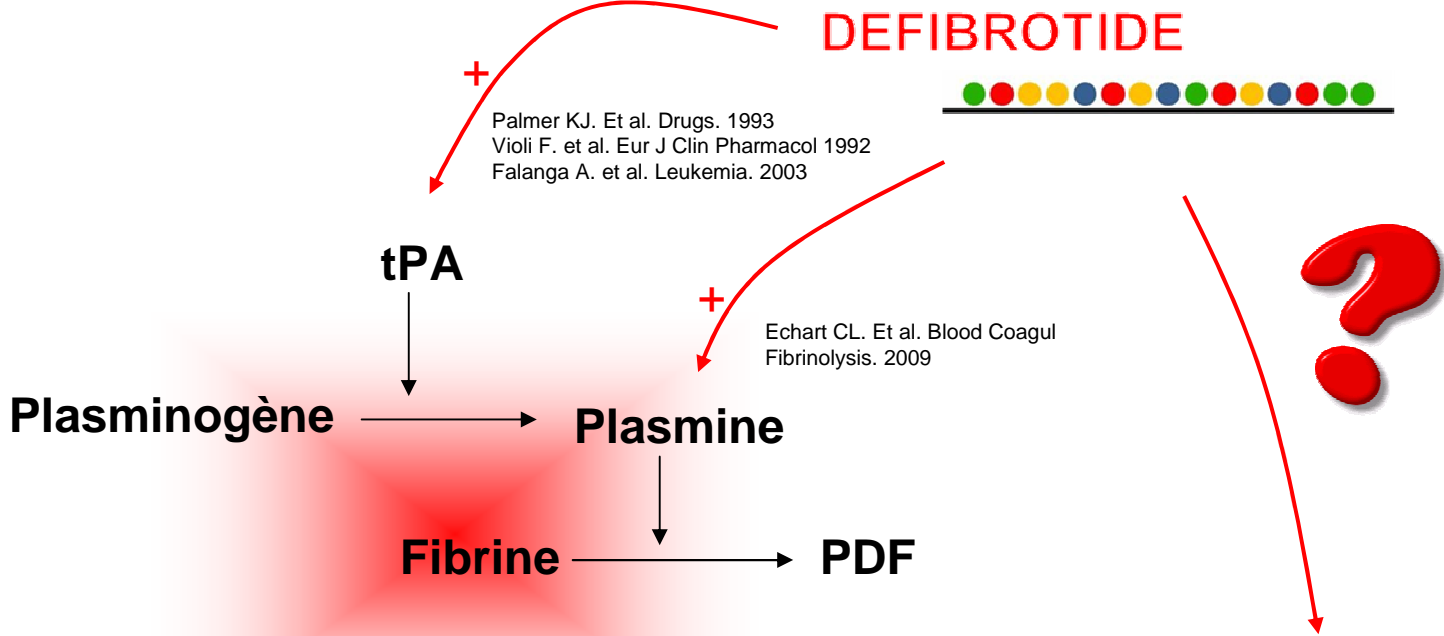 DEFIBROTIDE
+
Palmer KJ. Et al. Drugs. 1993
Violi F. et al. Eur J Clin Pharmacol 1992
Falanga A. et al. Leukemia. 2003
tPA
+
Echart CL. Et al. Blood Coagul
Fibrinolysis. 2009
?
Plasminogène
Plasmine
Fibrine
PDF